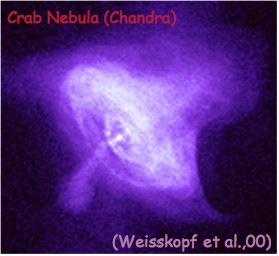 Crab Nebula (Chandra)
(Weisskopf et al.,00)